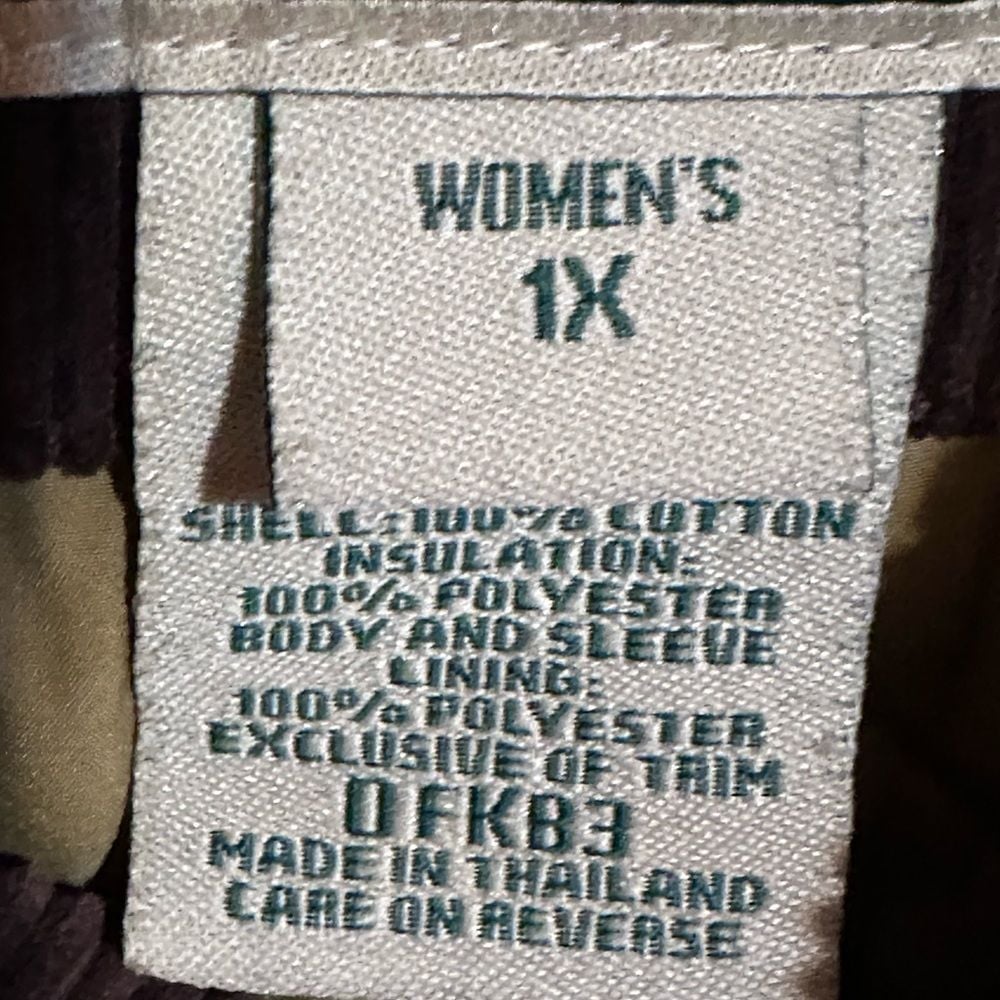 WOMEN'S
1X
SHELL:100% COTTON
INSULATION:
100% POLYESTER
BODY AND SLEEVE
LINING:
100% POLYESTER
EXCLUSIVE OF TRIM
0FKB3
MADE IN THAILAND
CARE ON REVERSE